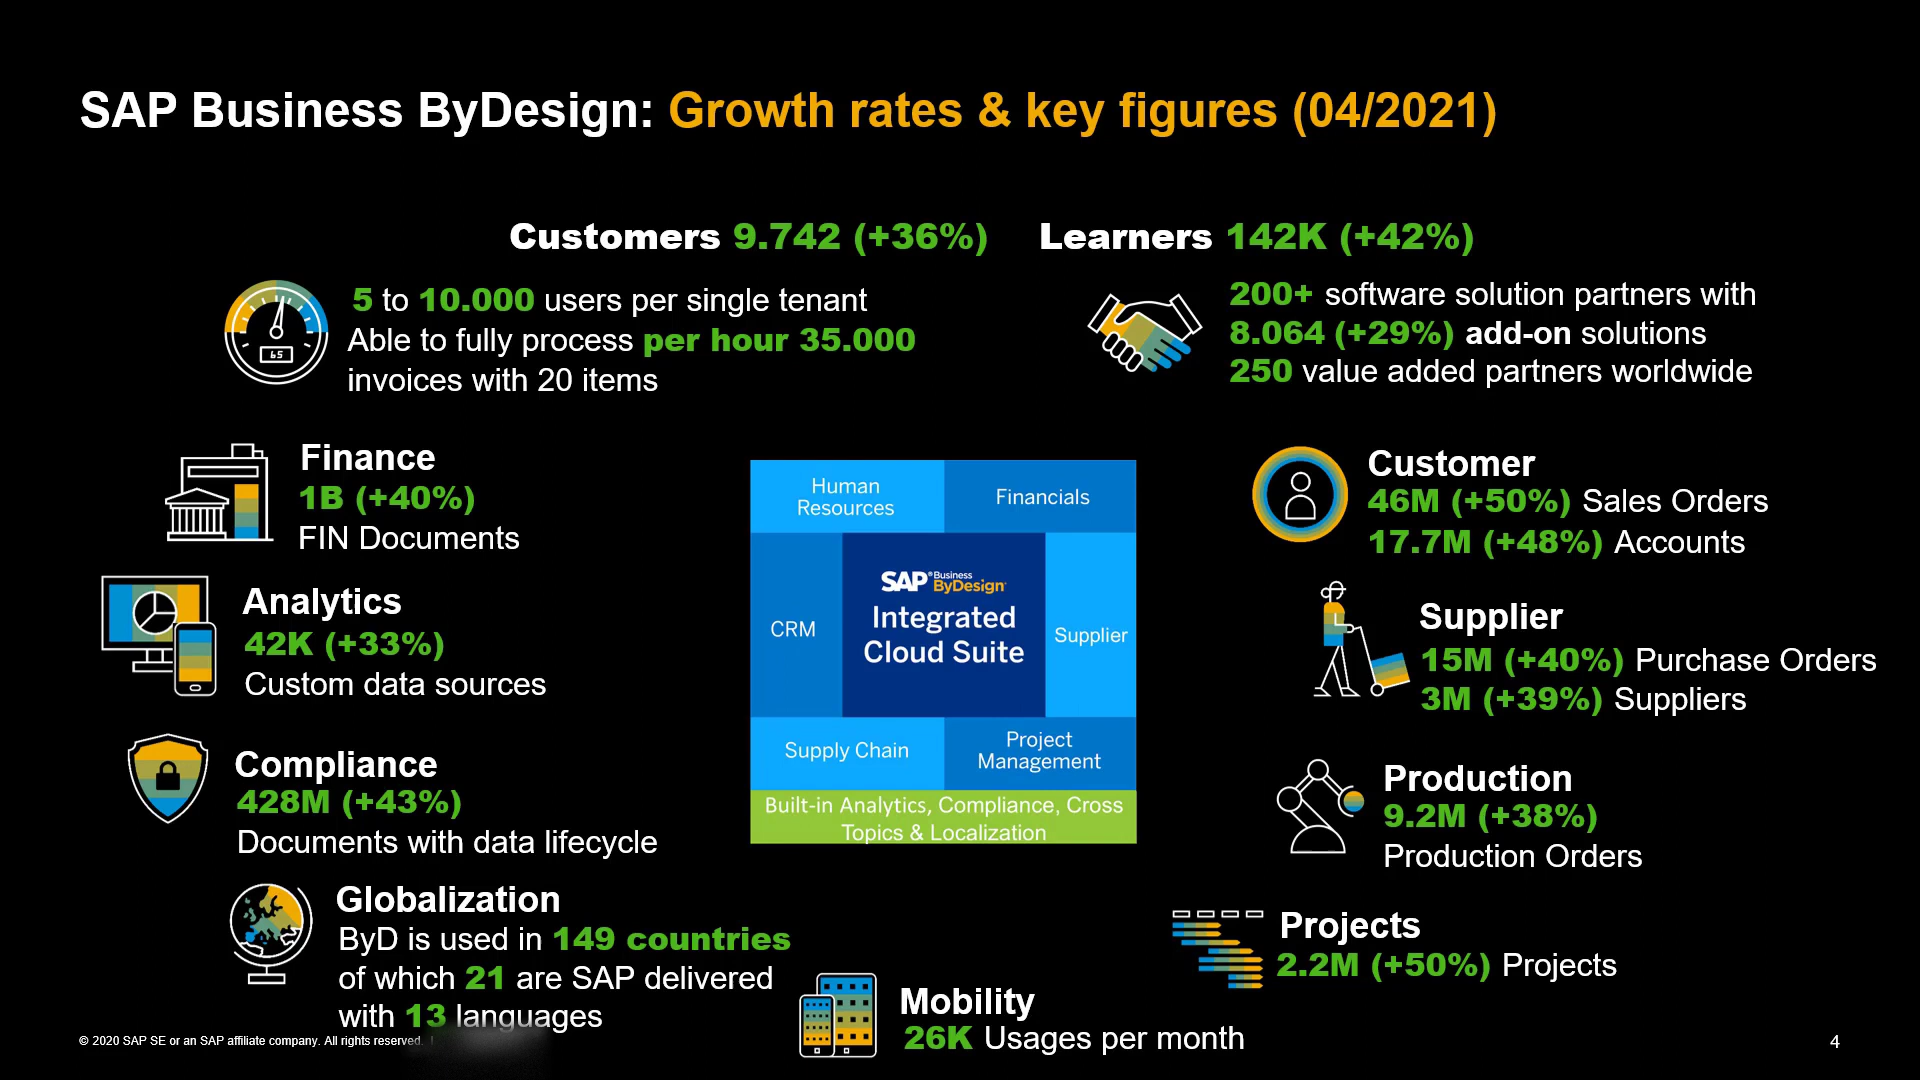 SAP Business ByDesign: Growth rates & key figures (04/2021)
Customers 9.742 (+36%)
5 to 10.000 users per single tenant
Able to fully process per hour 35.000
invoices with 20 items
Learners 142K (+42%)
200+ software solution partners with
8.064 (+29%) add-on solutions
250 value added partners worldwide
65
Finance
1B (+40%)
FIN Documents
Analytics
42K (+33%)
Custom data sources
Compliance
428M (+43%)
Documents with data lifecycle
Globalization
ByD is used in 149 countries
of which 21 are SAP delivered
with 13 languages
Human
Resources
Financials
CRM
SAP® Business
ByDesign
Integrated
Cloud Suite
Supplier
Supply Chain
Project
Management
Built-in Analytics, Compliance, Cross
Topics & Localization
Customer
46M (+50%) Sales Orders
17.7M (+48%) Accounts
Supplier
15M (+40%) Purchase Orders
3M (+39%) Suppliers
Production
9.2M (+38%)
Production Orders
Projects
2.2M (+50%) Projects
Mobility
26K Usages per month
© 2020 SAP SE or an SAP affiliate company. All rights reserved. |
4